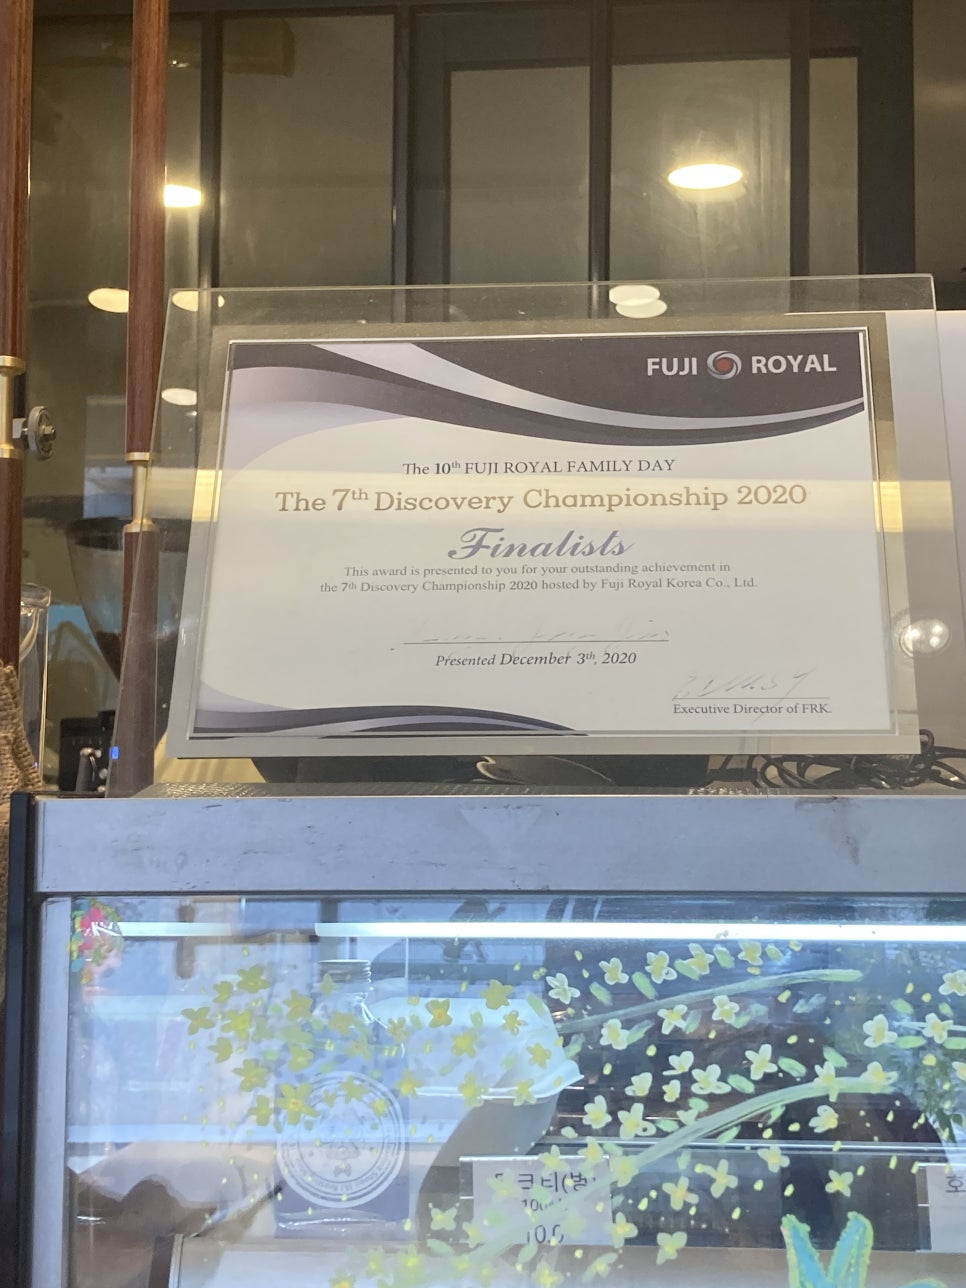 FUJI ROYAL
The 10th FUJI ROYAL FAMILY DAY
The 7th Discovery Championship 2020
Finalists
This award is presented to you for your outstanding achievement in
the 7th Discovery Championship 2020 hosted by Fuji Royal Korea Co., Ltd.
Presented December 3th, 2020
Executive Director of FRK.